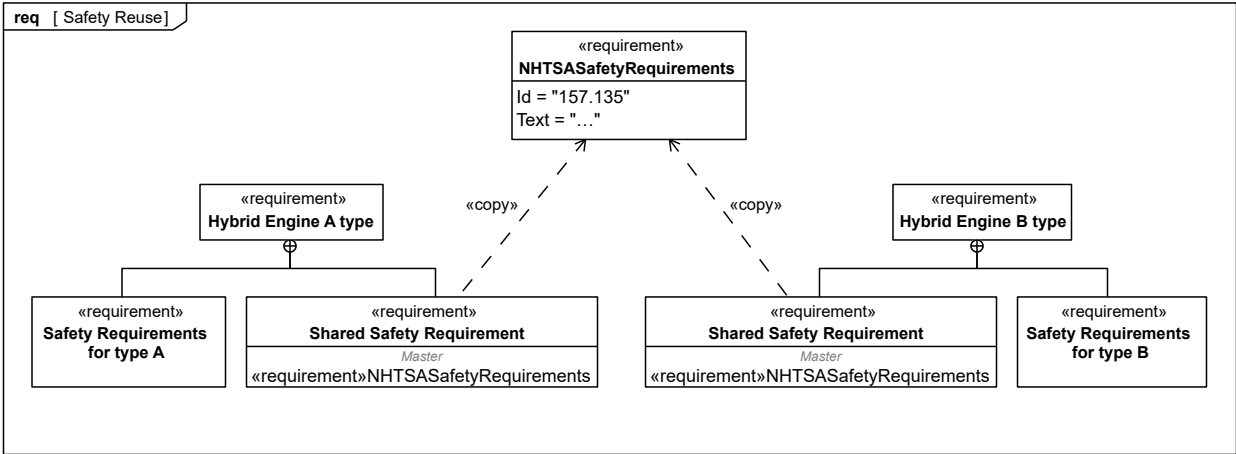 req [ Safety Reuse]
«requirement»
NHTSASafetyRequirements
Id = "157.135"
Text = "…"
«requirement»
Hybrid Engine A type
«copy»
«copy»
«requirement»
Hybrid Engine B type
«requirement»
Safety Requirements
for type A
«requirement»
Shared Safety Requirement
Master
«requirement»NHTSASafetyRequirements
«requirement»
Shared Safety Requirement
Master
«requirement»NHTSASafetyRequirements
«requirement»
Safety Requirements
for type B